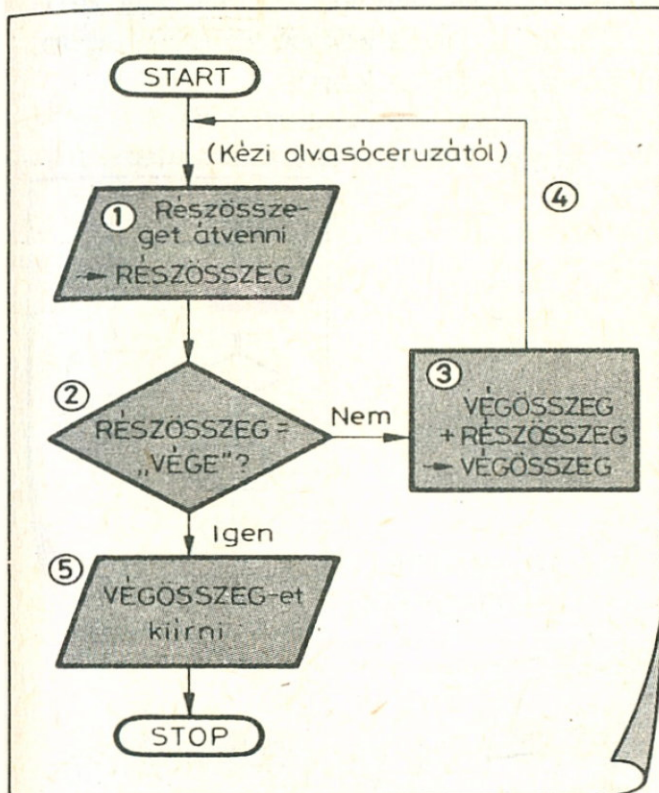 START
(Kézi olvasóceruzától)
④
① Részössze-
get átvenni
→ RÉSZÖSSZEG
②
RÉSZÖSSZEG =
„VÉGE”?
Nem
③
VÉGÖSSZEG
+ RÉSZÖSSZEG
→ VÉGÖSSZEG
Igen
⑤
VÉGÖSSZEG-et
kiírni
STOP